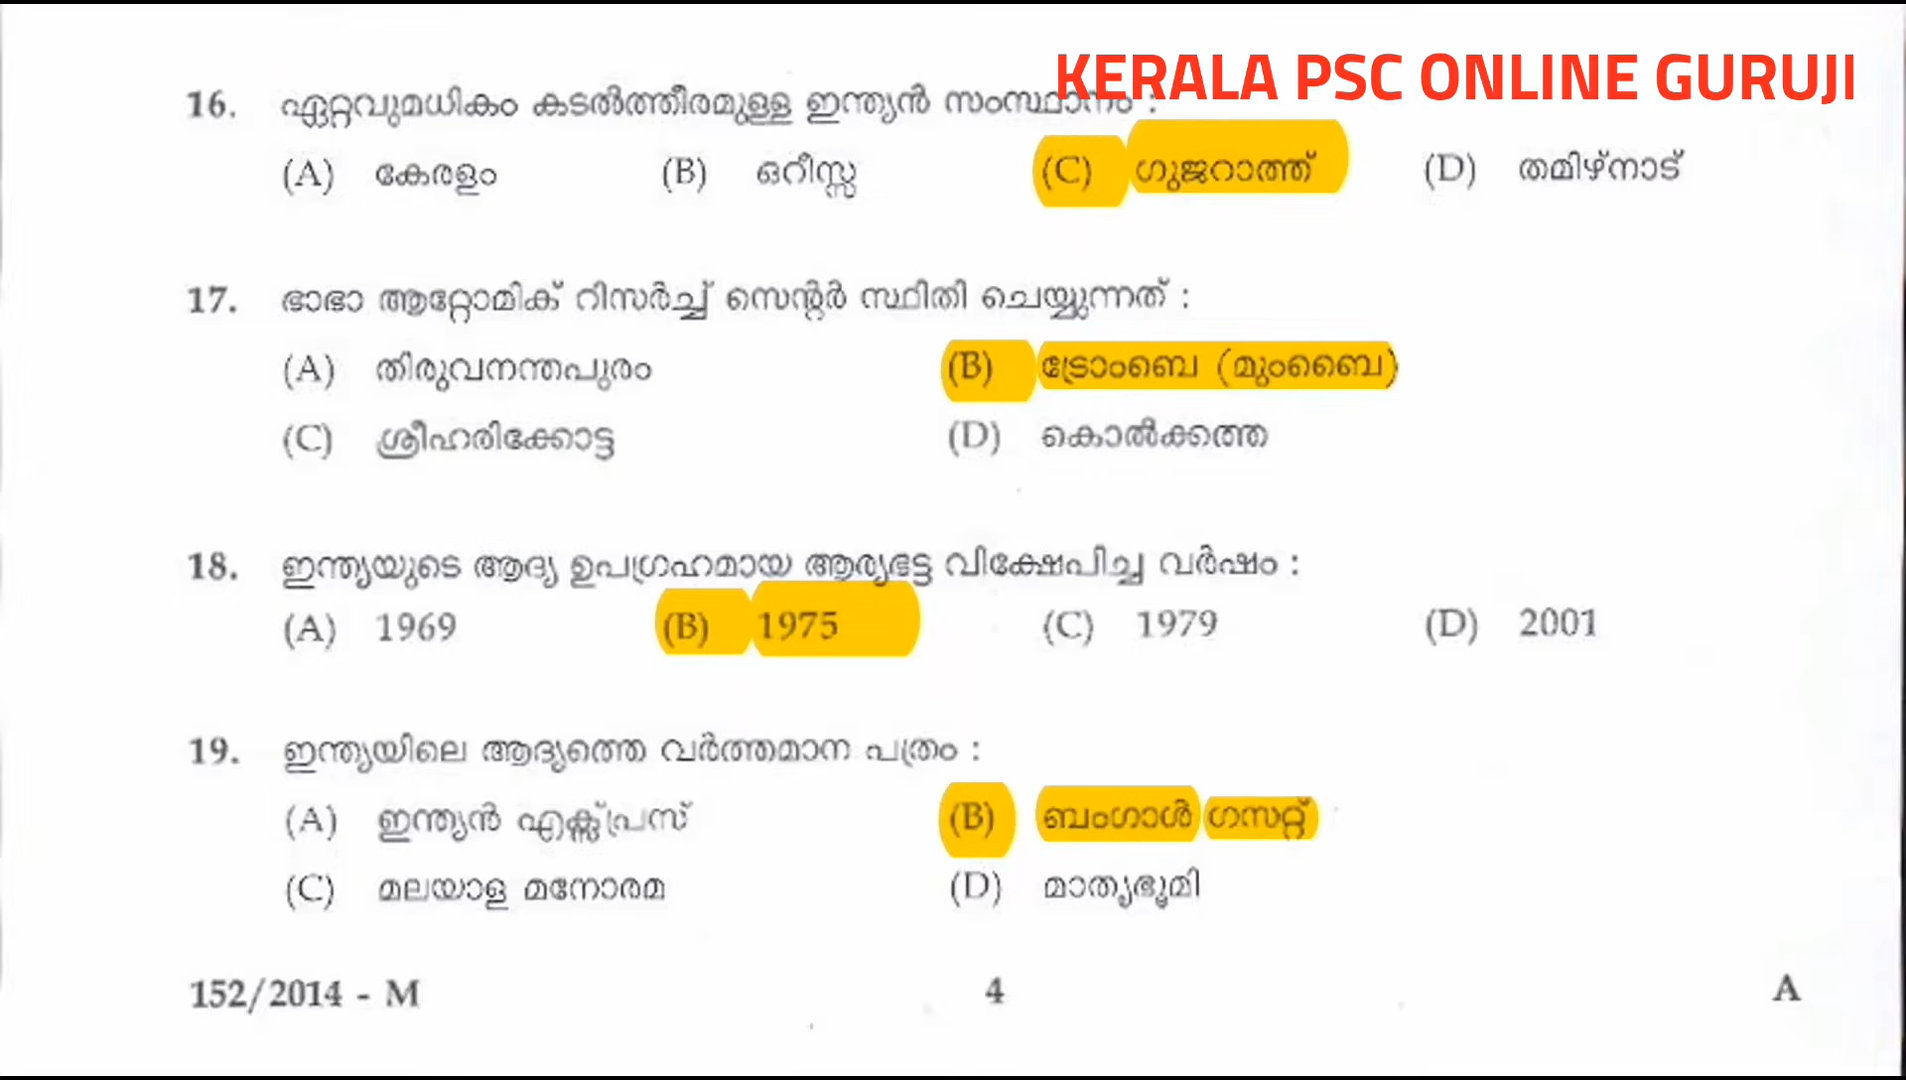 KERALA PSC ONLINE GURUJI
16. ഏറ്റവുമധികം കടൽത്തീരമുള്ള ഇന്ത്യൻ സംസ്ഥാനം :
(A) കേരളം (B) ഒറീസ്സ (C) ഗുജറാത്ത് (D) തമിഴ്നാട്
17. ഭാഭാ ആറ്റോമിക് റിസർച്ച് സെന്റർ സ്ഥിതി ചെയ്യുന്നത് :
(A) തിരുവനന്തപുരം (B) ട്രോംബെ (മുംബൈ)
(C) ശ്രീഹരിക്കോട്ട (D) കൊൽക്കത്ത
18. ഇന്ത്യയുടെ ആദ്യ ഉപഗ്രഹമായ ആര്യഭട്ട വിക്ഷേപിച്ച വർഷം :
(A) 1969 (B) 1975 (C) 1979 (D) 2001
19. ഇന്ത്യയിലെ ആദ്യത്തെ വർത്തമാന പത്രം :
(A) ഇന്ത്യൻ എക്സ്പ്രസ് (B) ബംഗാൾ ഗസറ്റ്
(C) മലയാള മനോരമ (D) മാതൃഭൂമി
152/2014 - M 4 A